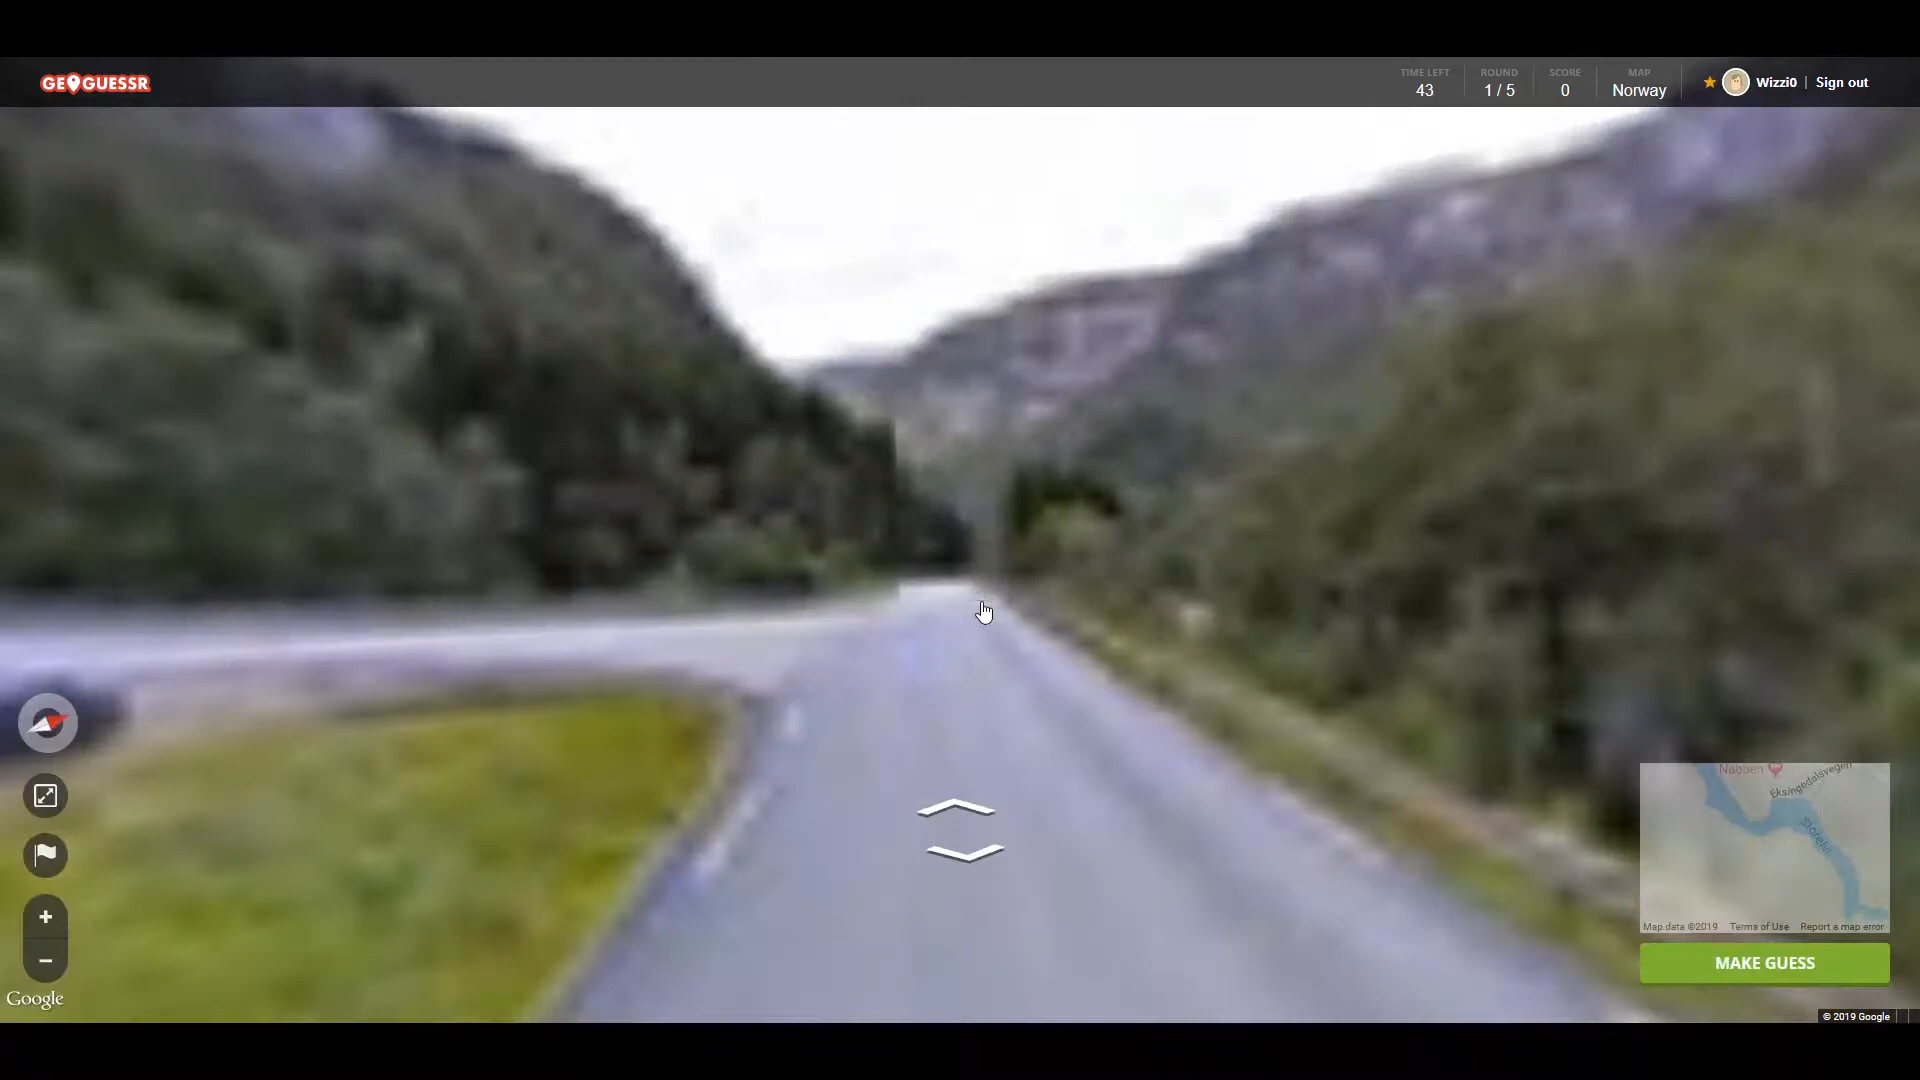 GEOGUESSR
TIME LEFT
43
ROUND
1 / 5
SCORE
0
MAP
Norway
Wizzi0 | Sign out
Nabben
Eksingedalsvegen
Storelvi
Map data ©2019 Terms of Use Report a map error
MAKE GUESS
+
−
Google
© 2019 Google